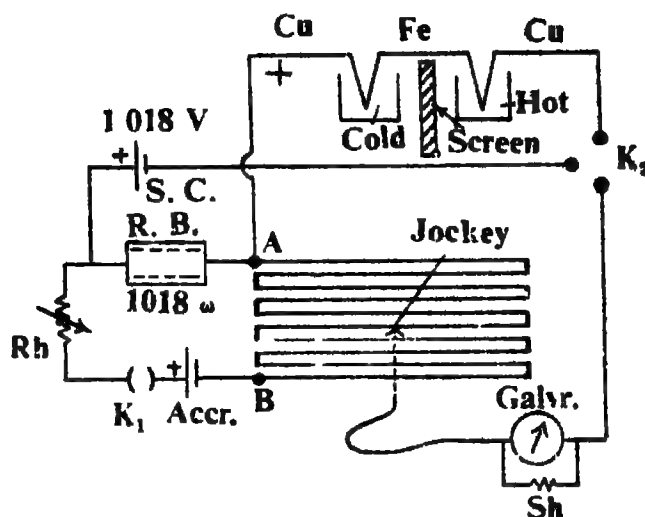 Cu Fe Cu
+
Hot
Cold
Screen
1 018 V
+
S. C.
K₂
R. B.
A
Jockey
1018 ω
Rh
+
B
K₁
Accr.
Galvr.
Sh